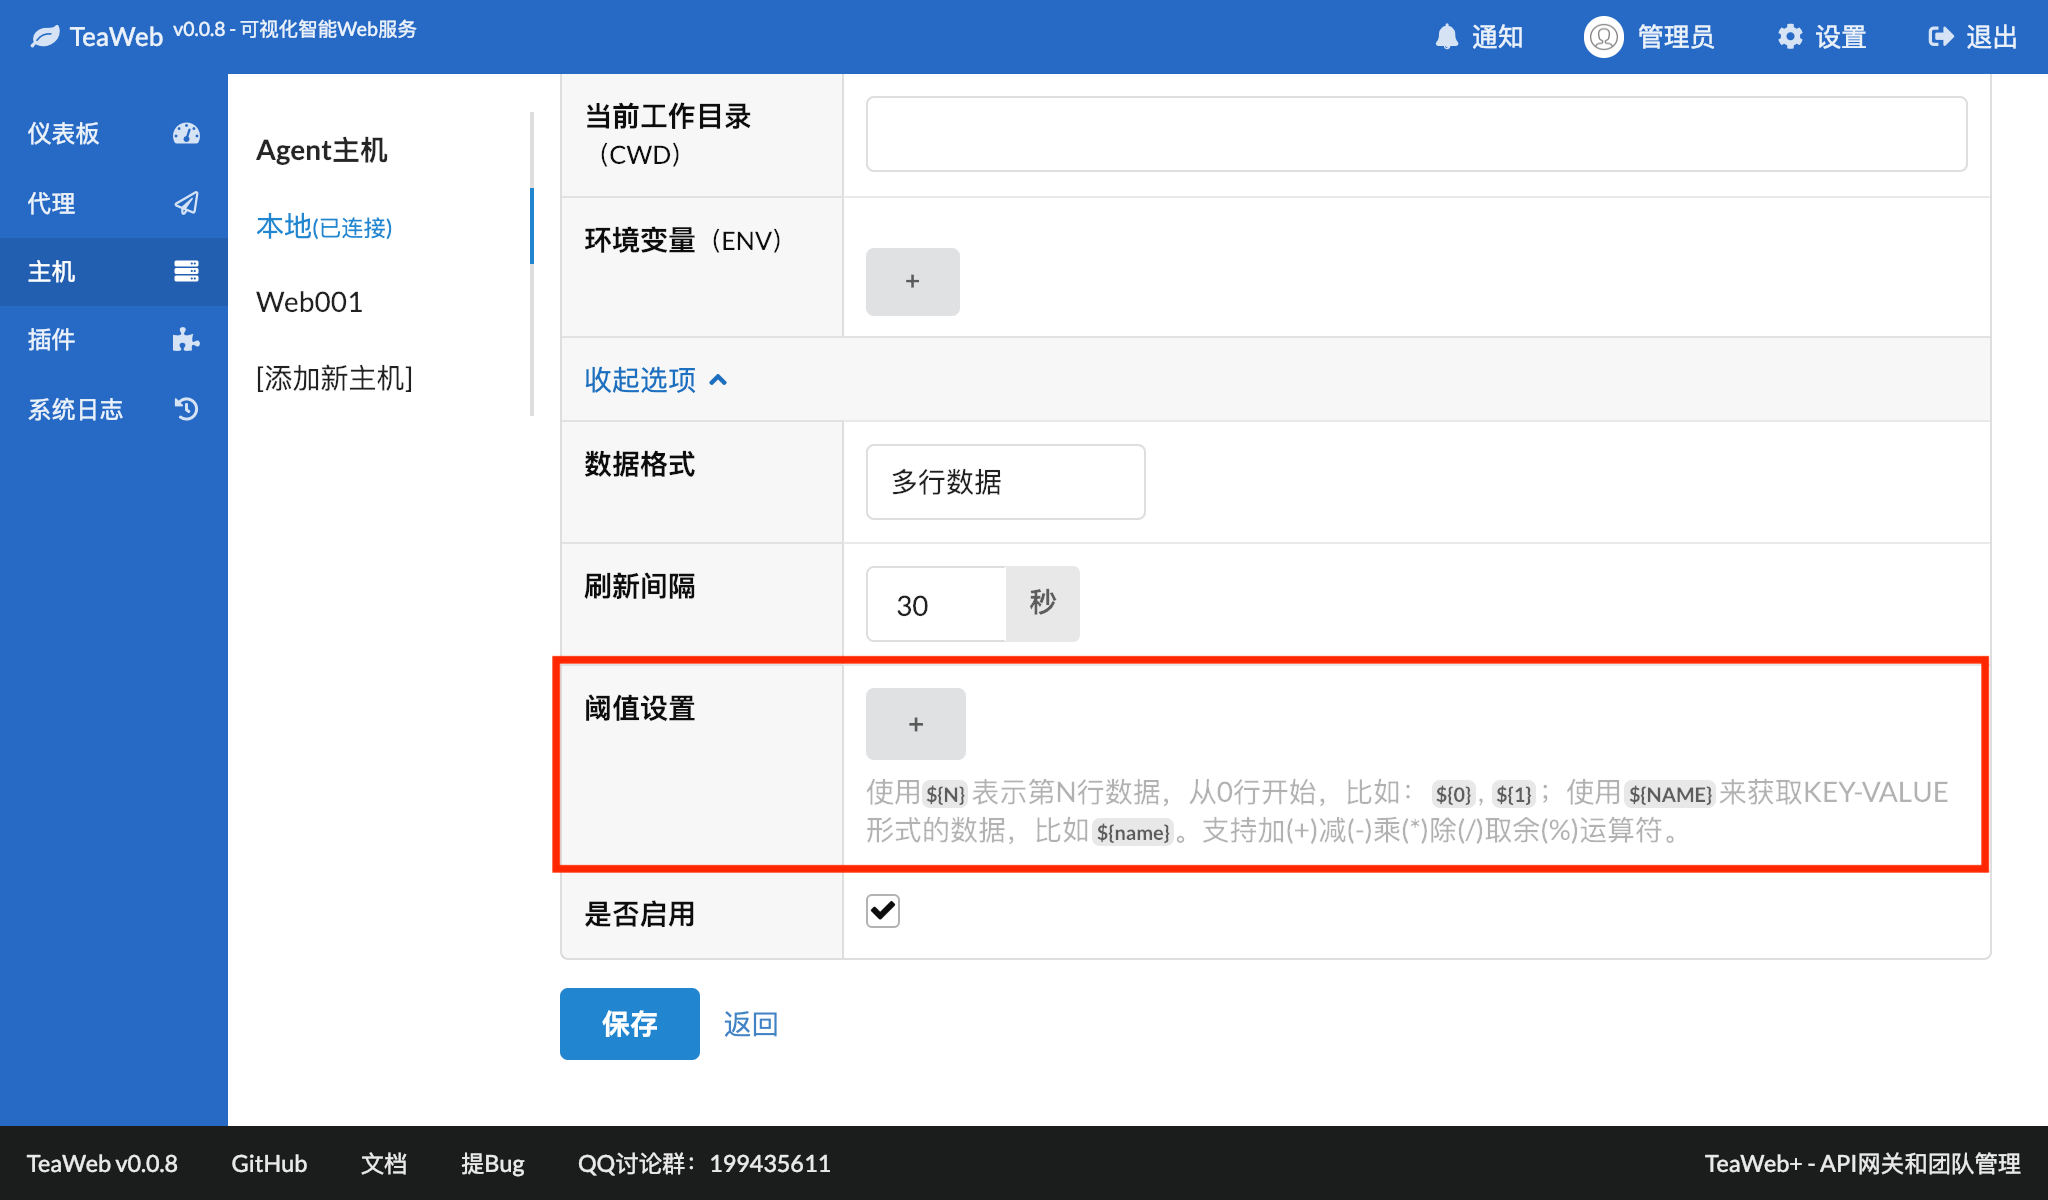 TeaWeb v0.0.8 - 可视化智能Web服务
通知
管理员
设置
退出
仪表板
代理
主机
插件
系统日志
Agent主机
本地(已连接)
Web001
[添加新主机]
当前工作目录
（CWD）
环境变量（ENV）
+
收起选项
数据格式
多行数据
刷新间隔
30
秒
阈值设置
+
使用${N}表示第N行数据，从0行开始，比如：${0}, ${1}；使用${NAME}来获取KEY-VALUE
形式的数据，比如${name}。支持加(+)减(-)乘(*)除(/)取余(%)运算符。
是否启用
保存
返回
TeaWeb v0.0.8
GitHub
文档
提Bug
QQ讨论群：199435611
TeaWeb+ - API网关和团队管理